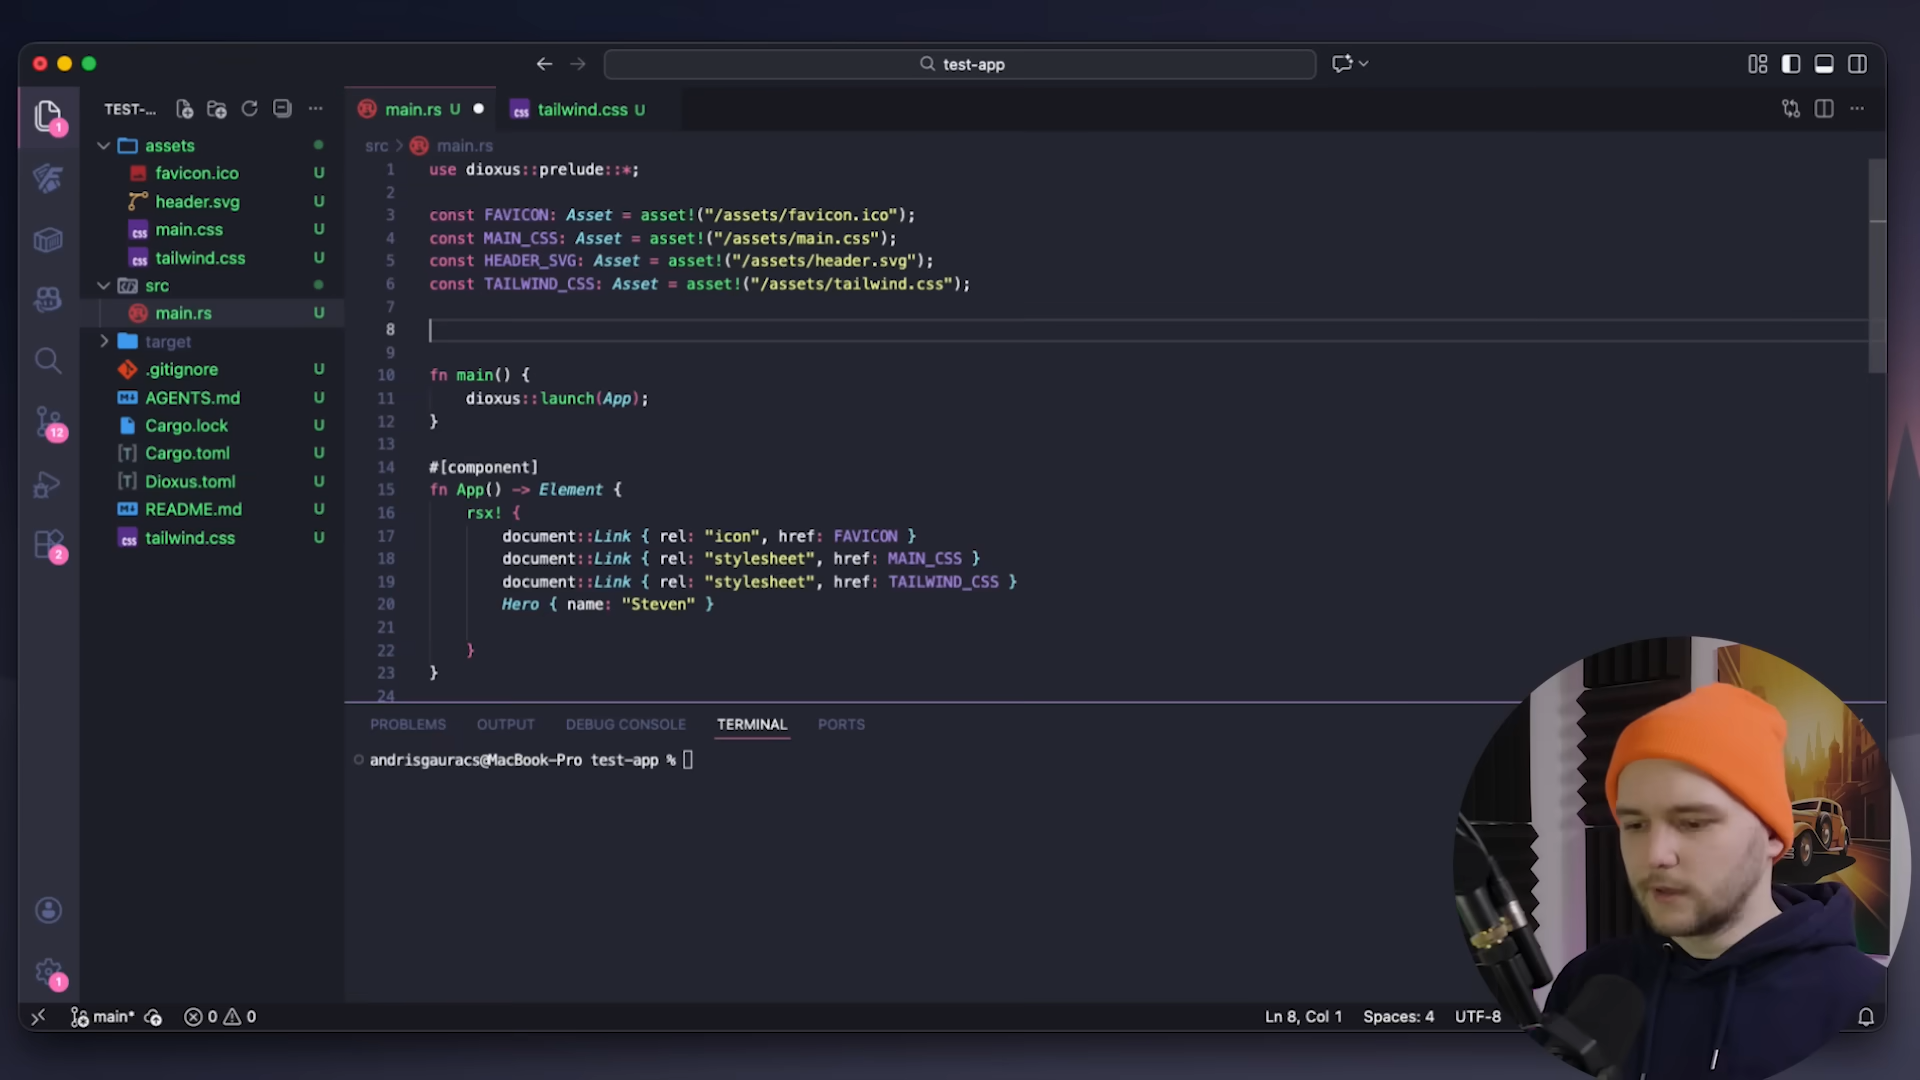 test-app
TEST-...
main.rs U
tailwind.css U
assets
favicon.ico U
header.svg U
main.css U
tailwind.css U
src
main.rs U
target
.gitignore U
AGENTS.md U
Cargo.lock U
Cargo.toml U
Dioxus.toml U
README.md U
tailwind.css U
1
12
2
1
src > main.rs
1 use dioxus::prelude::*;
2
3 const FAVICON: Asset = asset!("/assets/favicon.ico");
4 const MAIN_CSS: Asset = asset!("/assets/main.css");
5 const HEADER_SVG: Asset = asset!("/assets/header.svg");
6 const TAILWIND_CSS: Asset = asset!("/assets/tailwind.css");
7
8
9
10 fn main() {
11 dioxus::launch(App);
12 }
13
14 #[component]
15 fn App() -> Element {
16 rsx! {
17 document::Link { rel: "icon", href: FAVICON }
18 document::Link { rel: "stylesheet", href: MAIN_CSS }
19 document::Link { rel: "stylesheet", href: TAILWIND_CSS }
20 Hero { name: "Steven" }
21
22 }
23 }
24
PROBLEMS OUTPUT DEBUG CONSOLE TERMINAL PORTS
andrisgauracs@MacBook-Pro test-app %
main* 0 0
Ln 8, Col 1 Spaces: 4 UTF-8